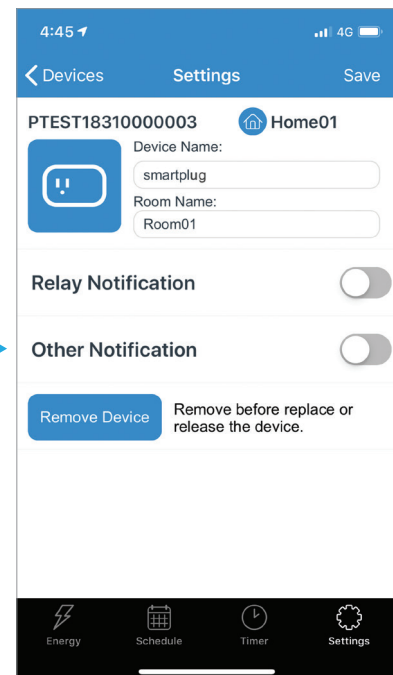 4:45 4G
Devices Settings Save
PTEST18310000003 Home01
Device Name:
smartplug
Room Name:
Room01
Relay Notification
Other Notification
Remove Device Remove before replace or
release the device.
Energy Schedule Timer Settings